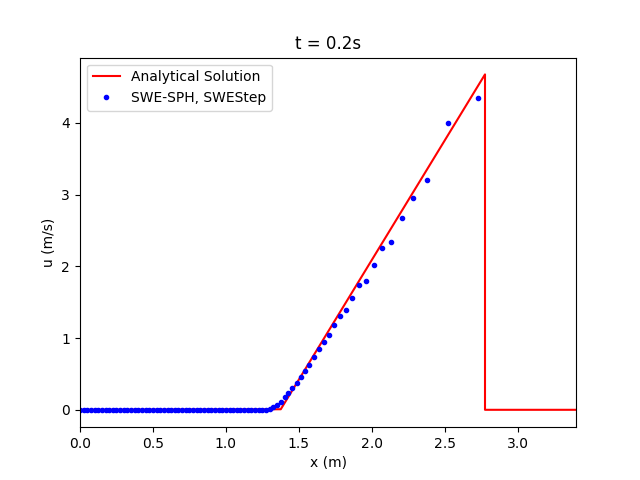 t = 0.2s
Analytical Solution
SWE-SPH, SWEStep
4
3
2
1
0
u (m/s)
0.0 0.5 1.0 1.5 2.0 2.5 3.0
x (m)